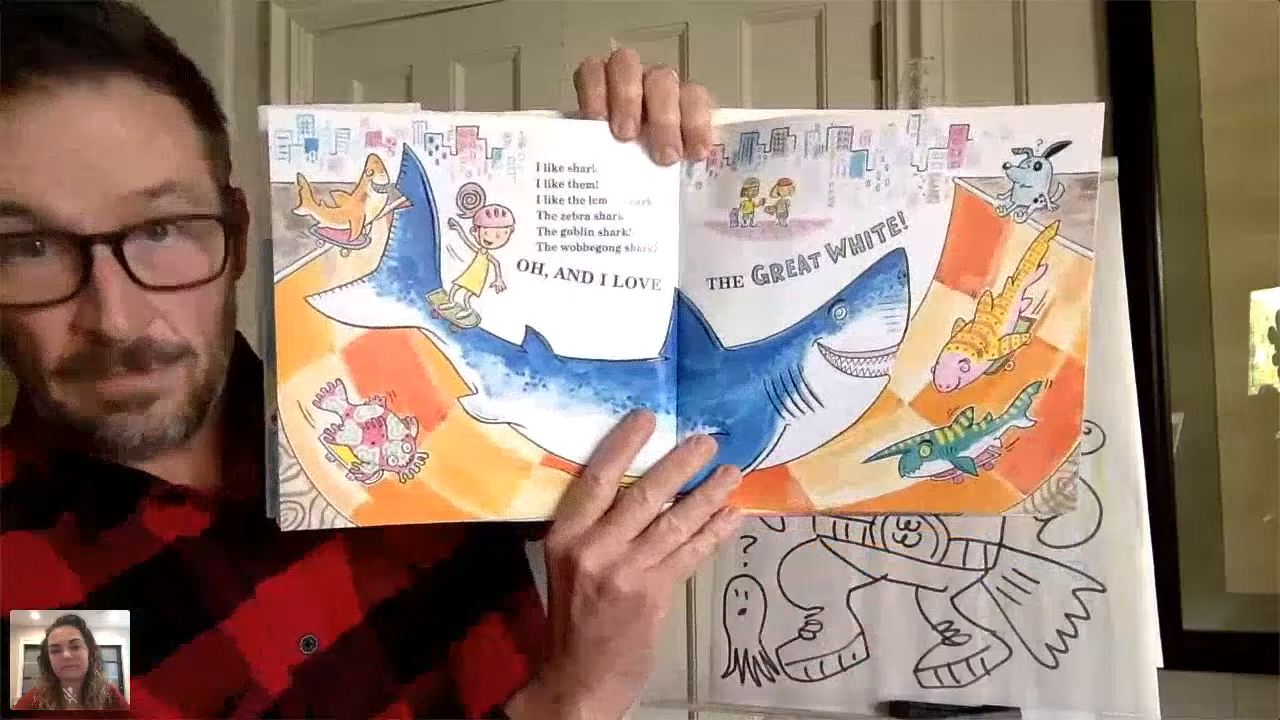 I like shark
I like them!
I like the lem
The zebra shark
The goblin shark!
The wobbegong shark!
OH, AND I LOVE
THE GREAT WHITE!
?
?